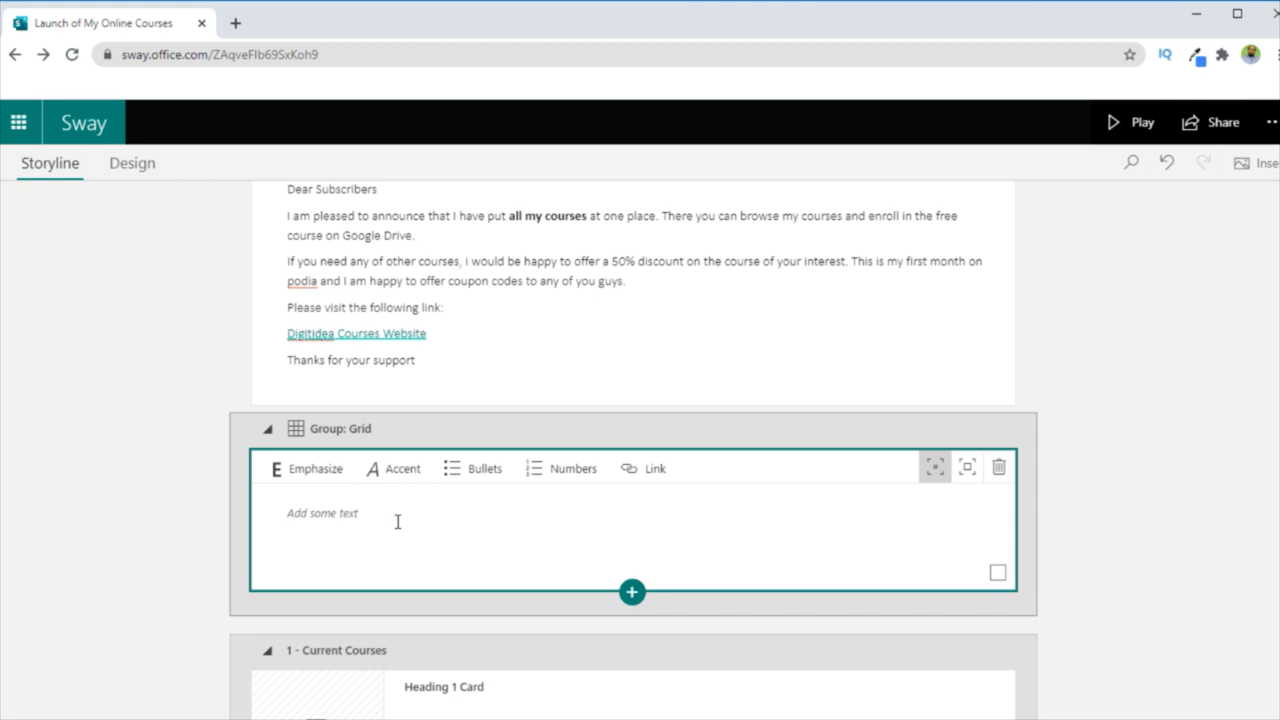 Launch of My Online Courses
sway.office.com/ZAqveFIb69SxKoh9
IQ
Sway
Play
Share
Storyline
Design
Inse
Dear Subscribers
I am pleased to announce that I have put all my courses at one place. There you can browse my courses and enroll in the free
course on Google Drive.
If you need any of other courses, i would be happy to offer a 50% discount on the course of your interest. This is my first month on
podia and I am happy to offer coupon codes to any of you guys.
Please visit the following link:
Digitidea Courses Website
Thanks for your support
Group: Grid
E Emphasize A Accent Bullets Numbers Link
Add some text
1 - Current Courses
Heading 1 Card